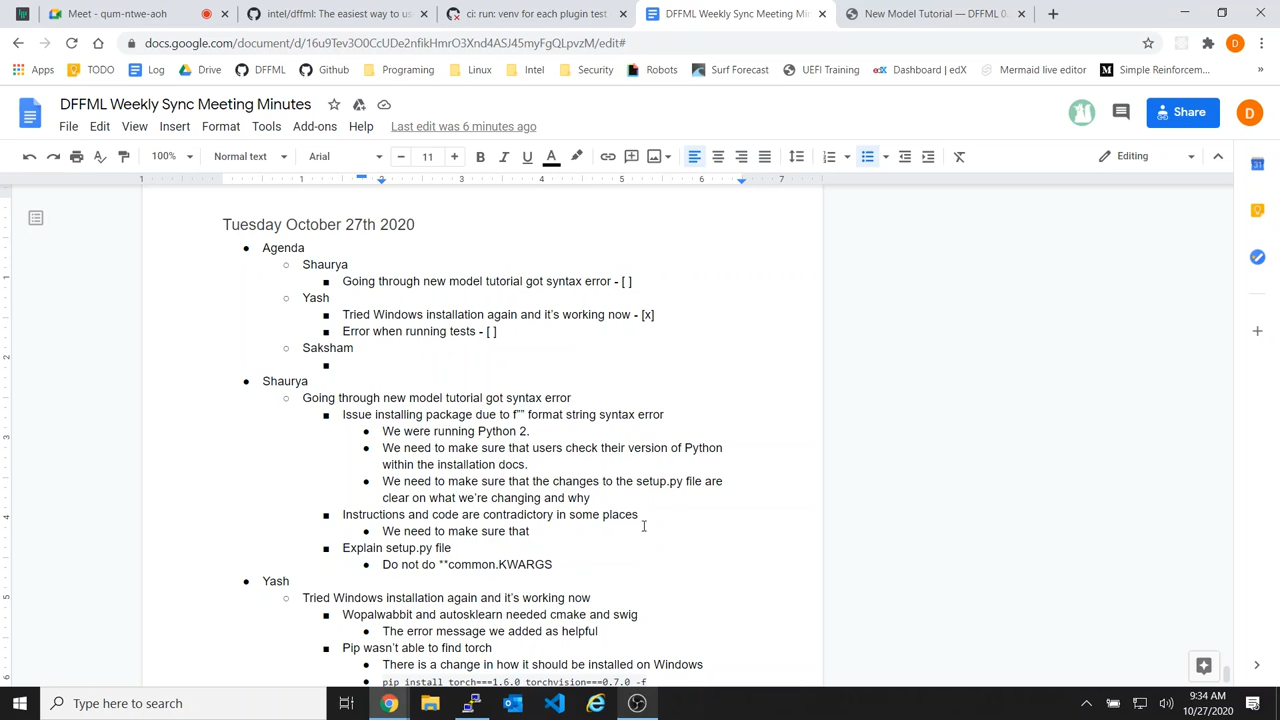 Meet - qum-ntwe-aoh
intel/dffml: The easiest way to us
ci: run: venv for each plugin test
DFFML Weekly Sync Meeting Min
New Model Tutorial — DFFML 0.
docs.google.com/document/d/16u9Tev3O0CcUDe2nfikHmrO3Xnd4ASJ45myFgQLpvzM/edit#
D
Apps TODO Log Drive DFFML Github Programing Linux Intel Security Robots Surf Forecast UEFI Training Dashboard | edX Mermaid live editor Simple Reinforcem... »
DFFML Weekly Sync Meeting Minutes
File Edit View Insert Format Tools Add-ons Help Last edit was 6 minutes ago
Share
D
100% Normal text Arial 11 B I U A Editing
1 1 2 3 4 5 6 7
Tuesday October 27th 2020
Agenda
Shaurya
Going through new model tutorial got syntax error - [ ]
Yash
Tried Windows installation again and it's working now - [x]
Error when running tests - [ ]
Saksham
Shaurya
Going through new model tutorial got syntax error
Issue installing package due to f"" format string syntax error
We were running Python 2.
We need to make sure that users check their version of Python
within the installation docs.
We need to make sure that the changes to the setup.py file are
clear on what we're changing and why
Instructions and code are contradictory in some places
We need to make sure that
Explain setup.py file
Do not do **common.KWARGS
Yash
Tried Windows installation again and it's working now
Wopalwabbit and autosklearn needed cmake and swig
The error message we added as helpful
Pip wasn't able to find torch
There is a change in how it should be installed on Windows
pip install torch===1.6.0 torchvision===0.7.0 -f
Type here to search
9:34 AM
10/27/2020